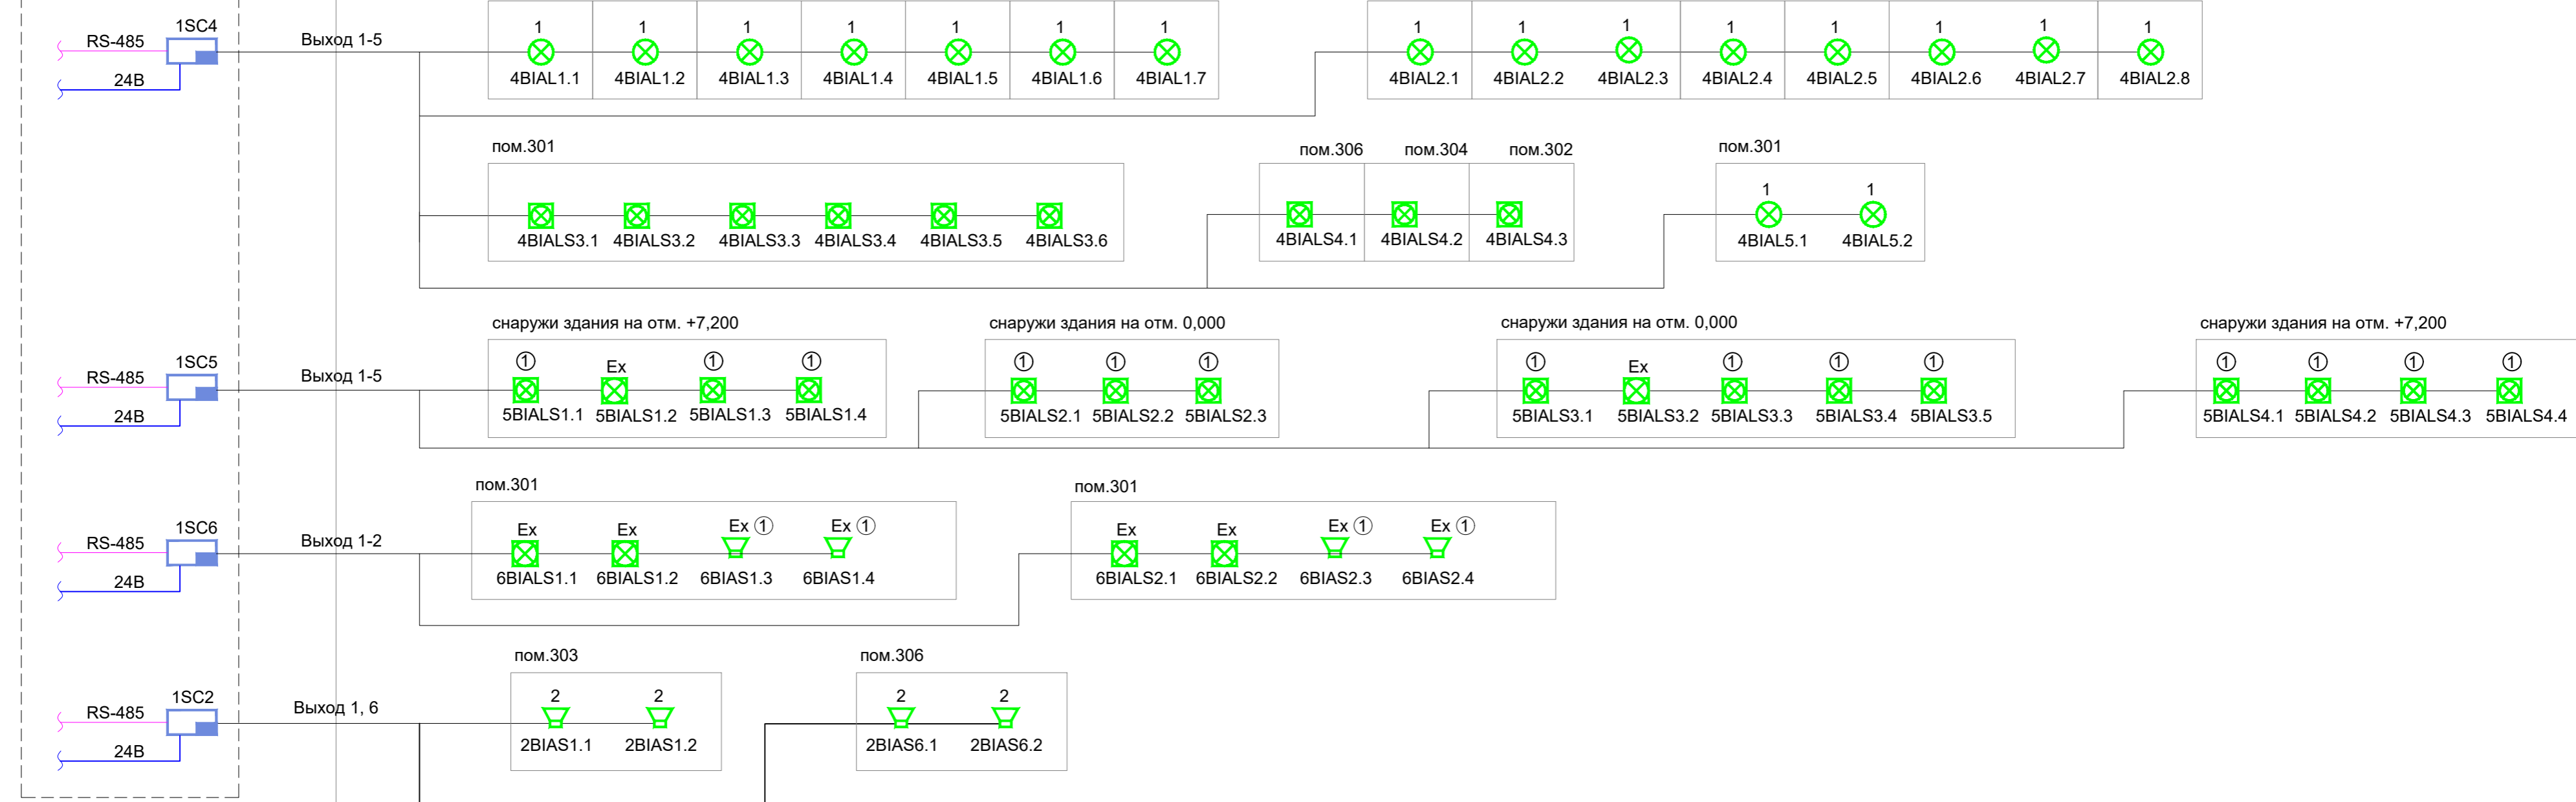 1SC4
RS-485
24В
Выход 1-5
1 1 1 1 1 1 1
4BIAL1.1 4BIAL1.2 4BIAL1.3 4BIAL1.4 4BIAL1.5 4BIAL1.6 4BIAL1.7
1 1 1 1 1 1 1 1
4BIAL2.1 4BIAL2.2 4BIAL2.3 4BIAL2.4 4BIAL2.5 4BIAL2.6 4BIAL2.7 4BIAL2.8
пом.301
4BIALS3.1 4BIALS3.2 4BIALS3.3 4BIALS3.4 4BIALS3.5 4BIALS3.6
пом.306 пом.304 пом.302
4BIALS4.1 4BIALS4.2 4BIALS4.3
пом.301
1 1
4BIAL5.1 4BIAL5.2
1SC5
RS-485
24В
Выход 1-5
снаружи здания на отм. +7,200
① Ex ① ①
5BIALS1.1 5BIALS1.2 5BIALS1.3 5BIALS1.4
снаружи здания на отм. 0,000
① ① ①
5BIALS2.1 5BIALS2.2 5BIALS2.3
снаружи здания на отм. 0,000
① Ex ① ① ①
5BIALS3.1 5BIALS3.2 5BIALS3.3 5BIALS3.4 5BIALS3.5
снаружи здания на отм. +7,200
① ① ① ①
5BIALS4.1 5BIALS4.2 5BIALS4.3 5BIALS4.4
1SC6
RS-485
24В
Выход 1-2
пом.301
Ex Ex Ex ① Ex ①
6BIALS1.1 6BIALS1.2 6BIAS1.3 6BIAS1.4
пом.301
Ex Ex Ex ① Ex ①
6BIALS2.1 6BIALS2.2 6BIAS2.3 6BIAS2.4
1SC2
RS-485
24В
Выход 1, 6
пом.303
2 2
2BIAS1.1 2BIAS1.2
пом.306
2 2
2BIAS6.1 2BIAS6.2